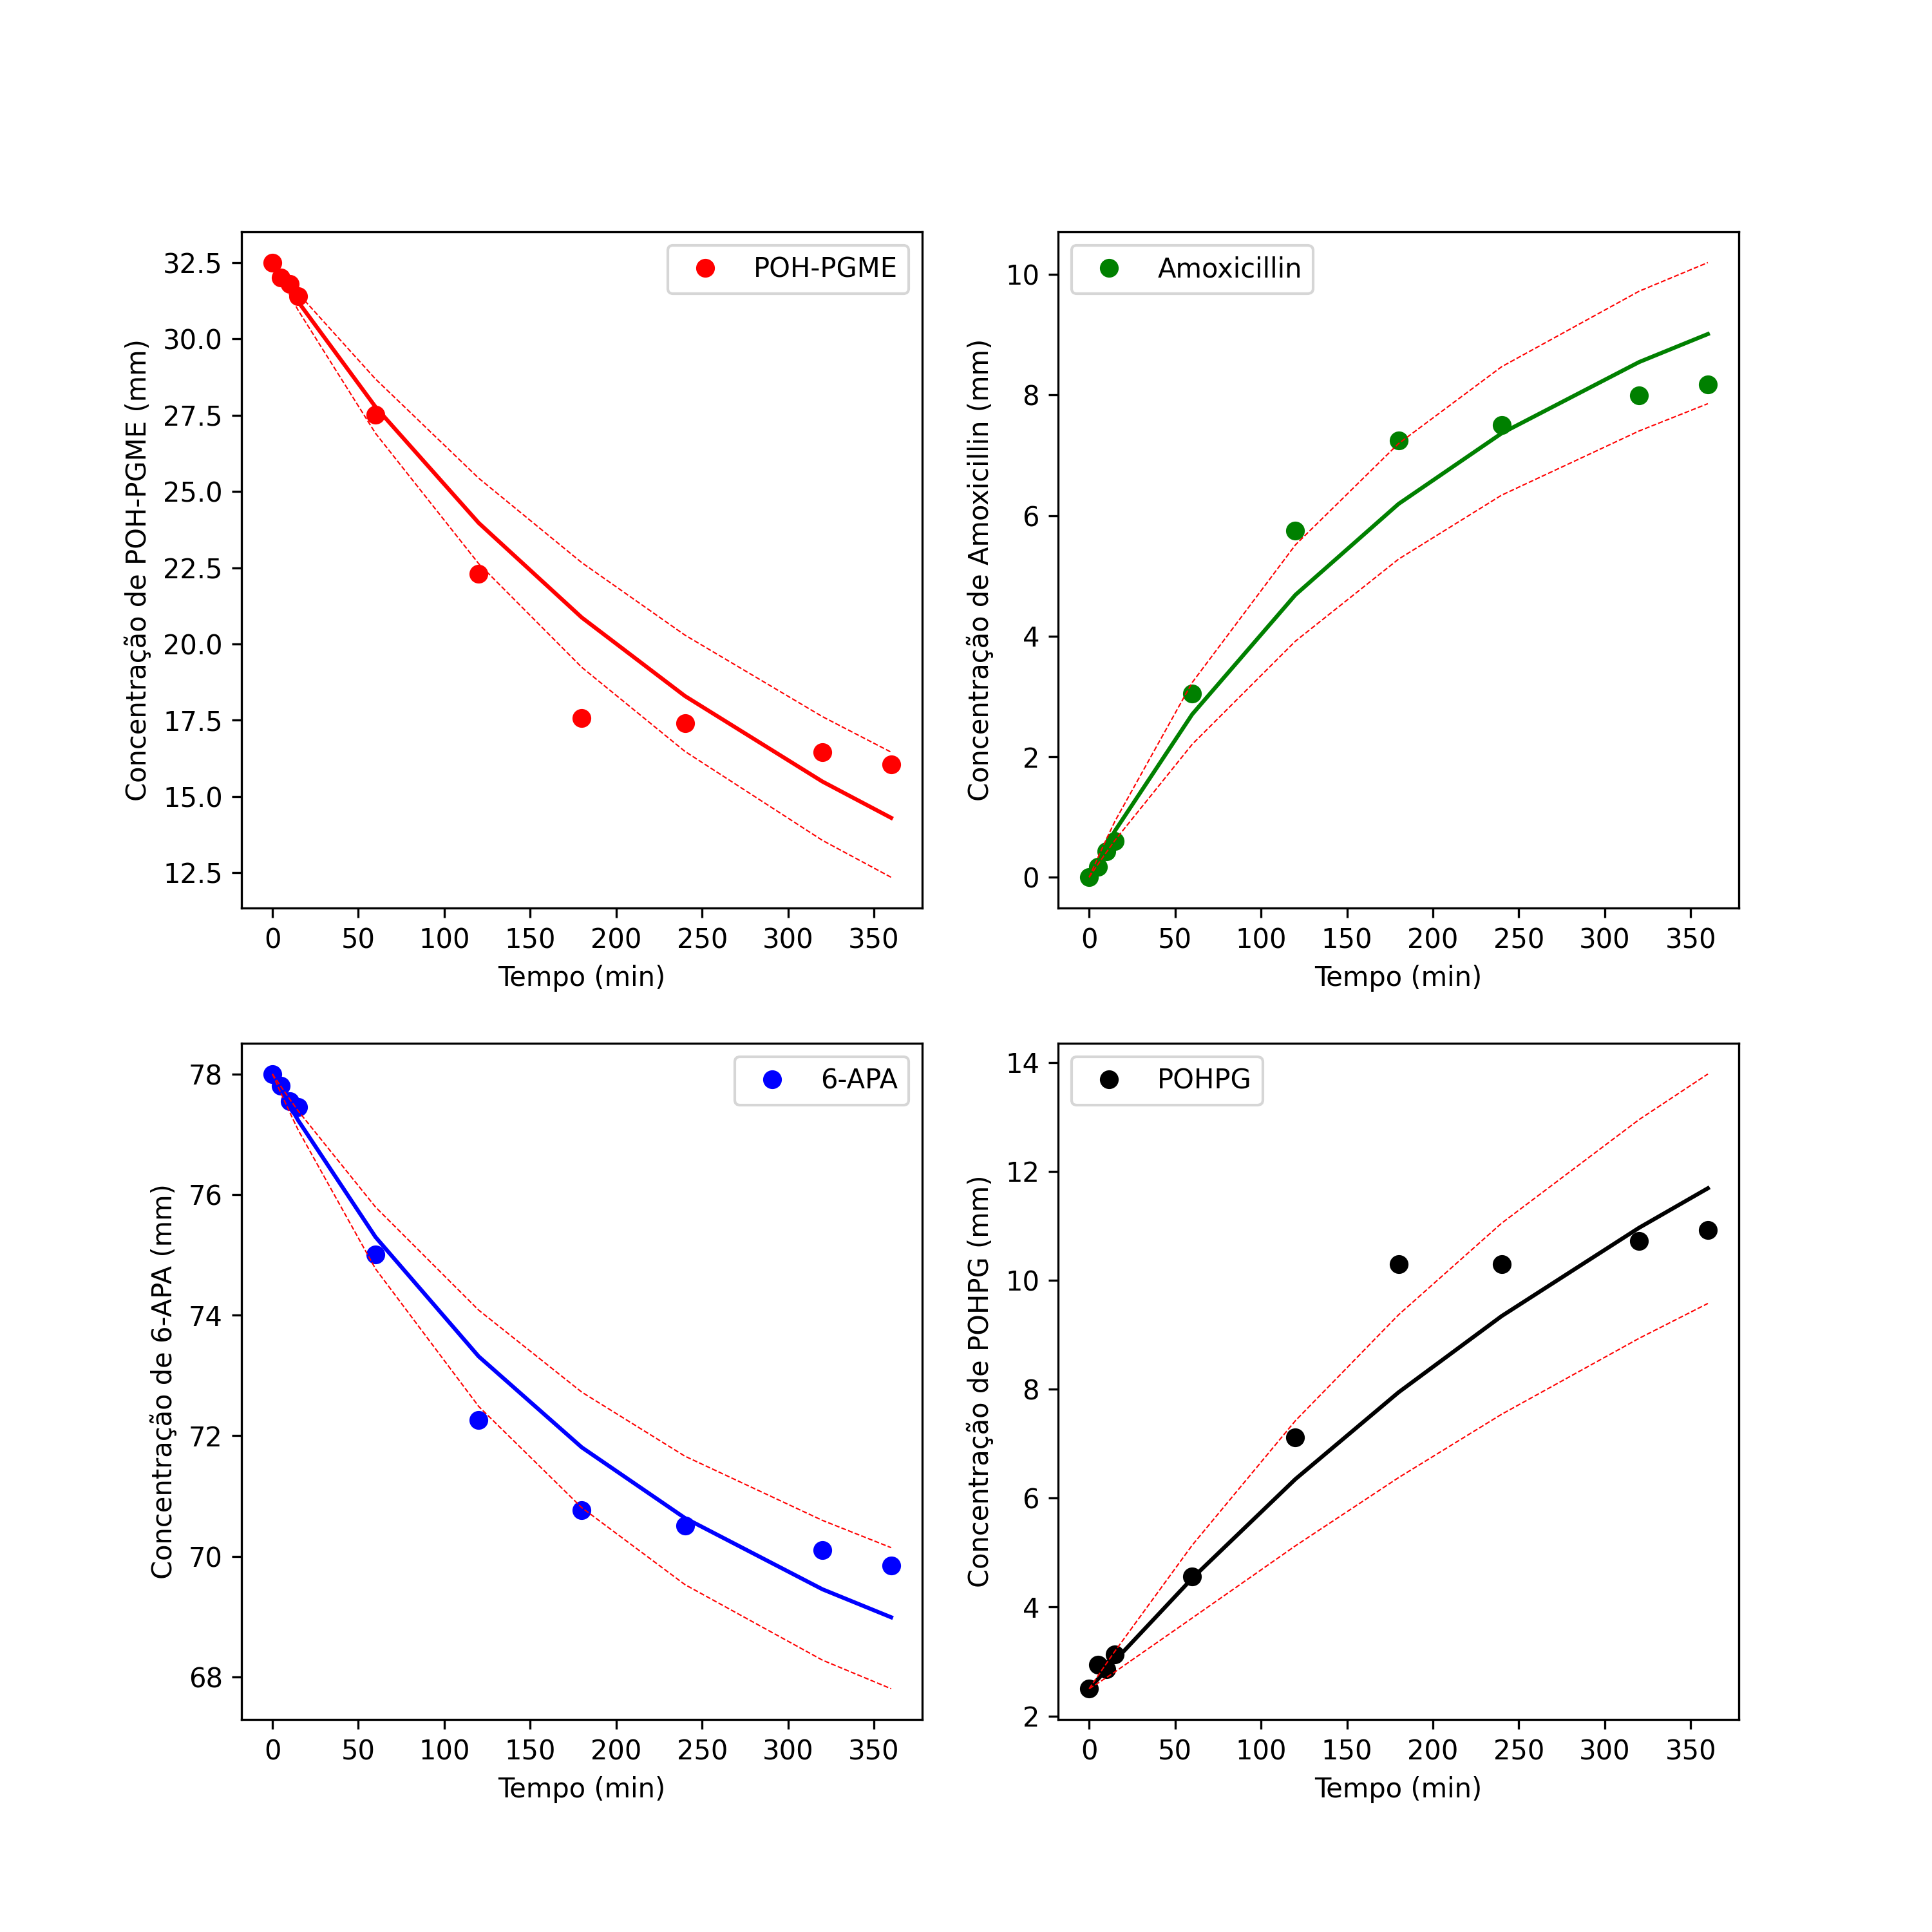 POH-PGME
Concentração de POH-PGME (mm)
32.5
30.0
27.5
25.0
22.5
20.0
17.5
15.0
12.5
0 50 100 150 200 250 300 350
Tempo (min)
Amoxicillin
Concentração de Amoxicillin (mm)
10
8
6
4
2
0
0 50 100 150 200 250 300 350
Tempo (min)
6-APA
Concentração de 6-APA (mm)
78
76
74
72
70
68
0 50 100 150 200 250 300 350
Tempo (min)
POHPG
Concentração de POHPG (mm)
14
12
10
8
6
4
2
0 50 100 150 200 250 300 350
Tempo (min)